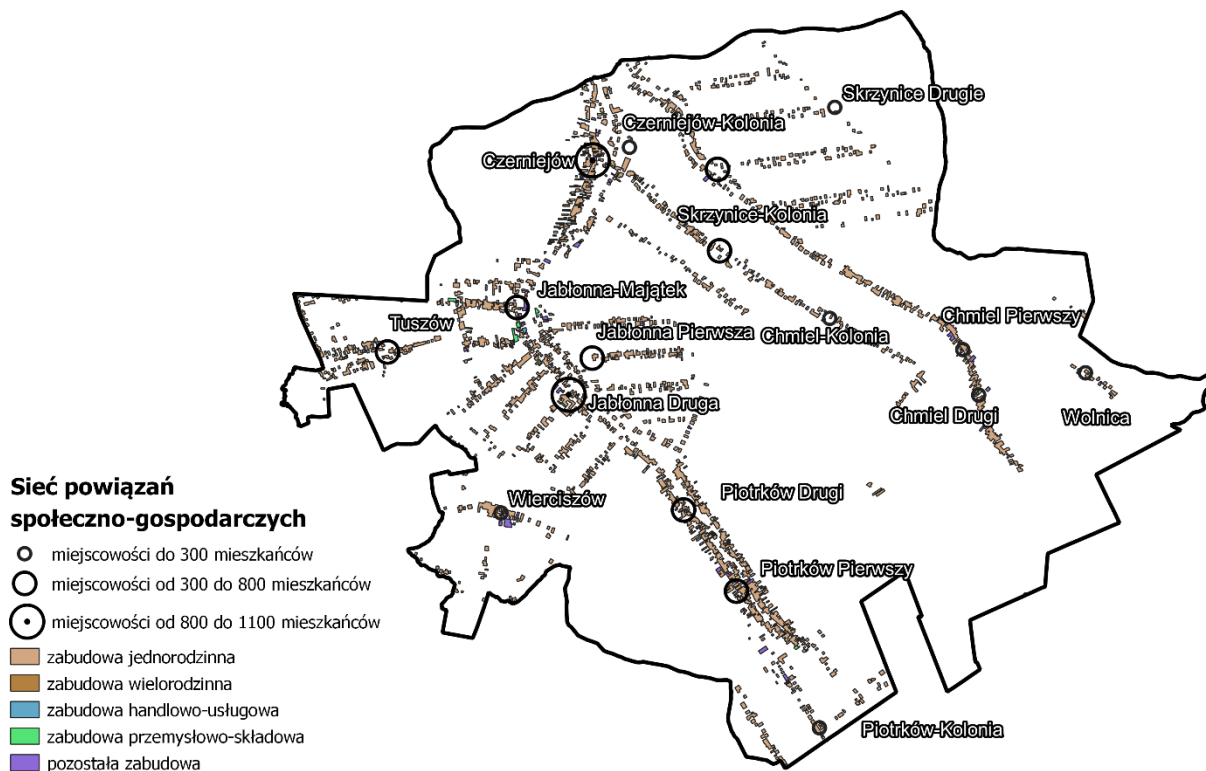 Skrzynice Drugie
Czerniejów-Kolonia
Czerniejów
Skrzynice-Kolonia
Jabłonna-Majątek
Tuszów
Jabłonna Pierwsza
Chmiel-Kolonia
Chmiel Pierwszy
Jabłonna Druga
Chmiel Drugi
Wolnica
Wierciszów
Piotrków Drugi
Piotrków Pierwszy
Piotrków-Kolonia
Sieć powiązań
społeczno-gospodarczych
miejscowości do 300 mieszkańców
miejscowości od 300 do 800 mieszkańców
miejscowości od 800 do 1100 mieszkańców
zabudowa jednorodzinna
zabudowa wielorodzinna
zabudowa handlowo-usługowa
zabudowa przemysłowo-składowa
pozostała zabudowa